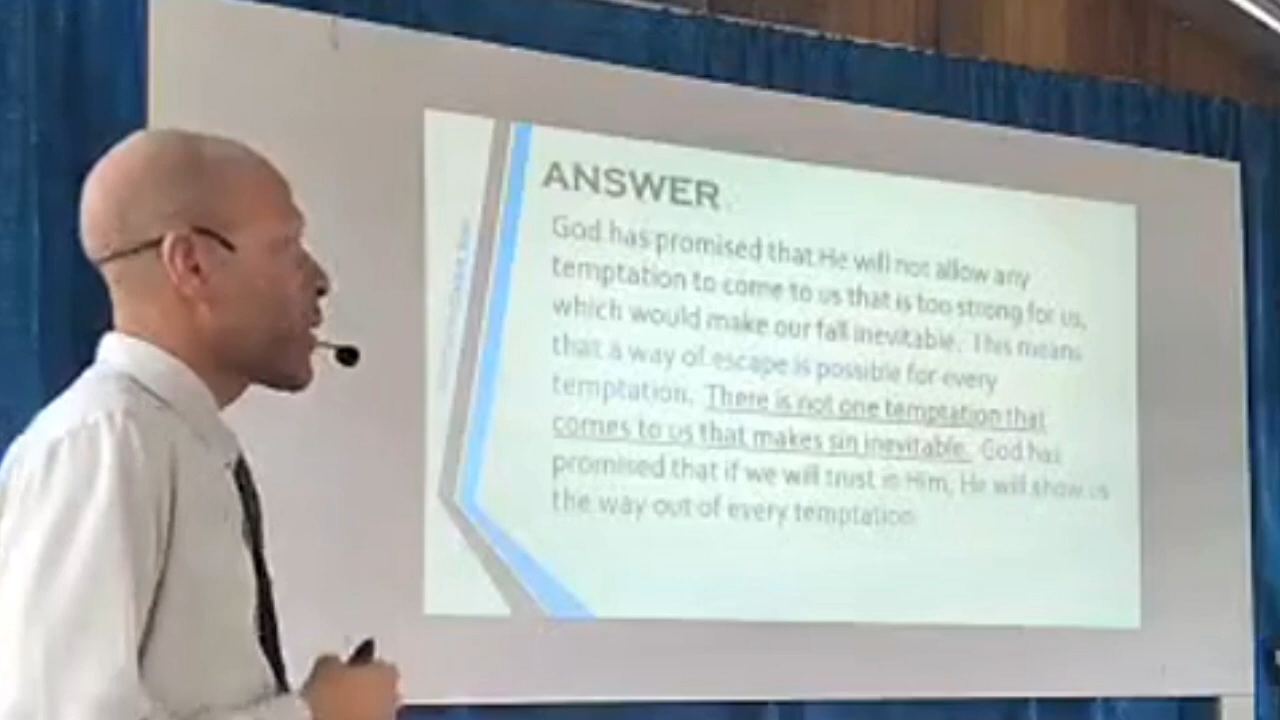 ANSWER
God has promised that He will not allow any
temptation to come to us that is too strong for us,
which would make our fall inevitable. This means
that a way of escape is possible for every
temptation. There is not one temptation that
comes to us that makes sin inevitable. God has
promised that if we will trust in Him, He will show us
the way out of every temptation